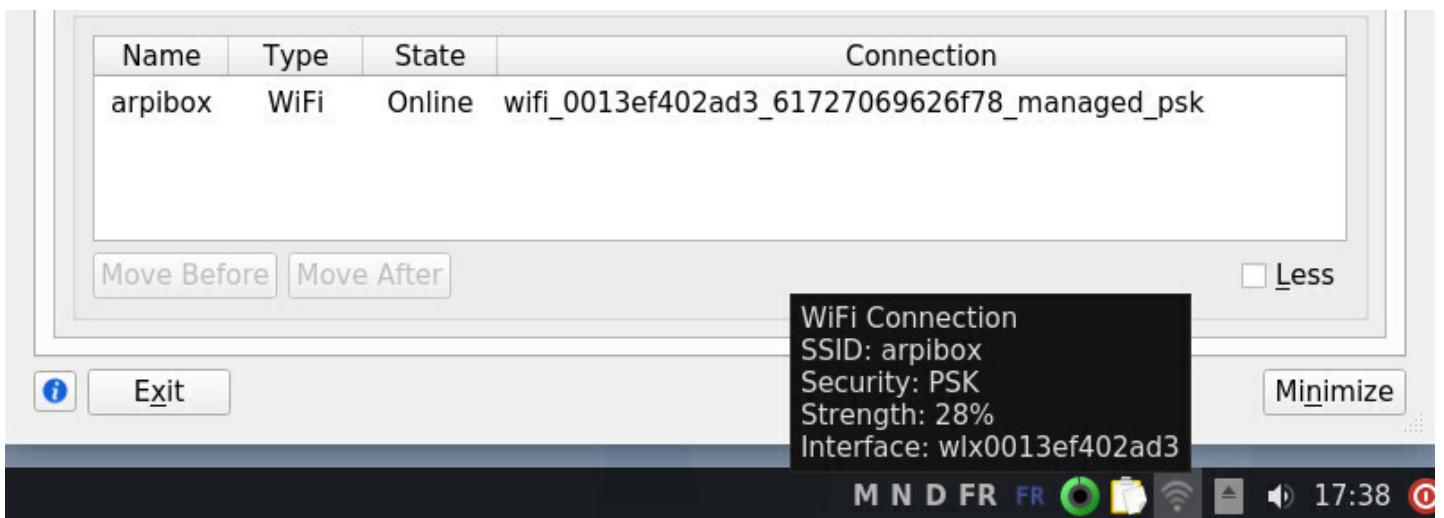 Name Type State Connection
arpibox WiFi Online wifi_0013ef402ad3_61727069626f78_managed_psk
Move Before Move After Less
WiFi Connection
SSID: arpibox
Security: PSK
Strength: 28%
Interface: wlx0013ef402ad3
i Exit Minimize
M N D FR FR 17:38